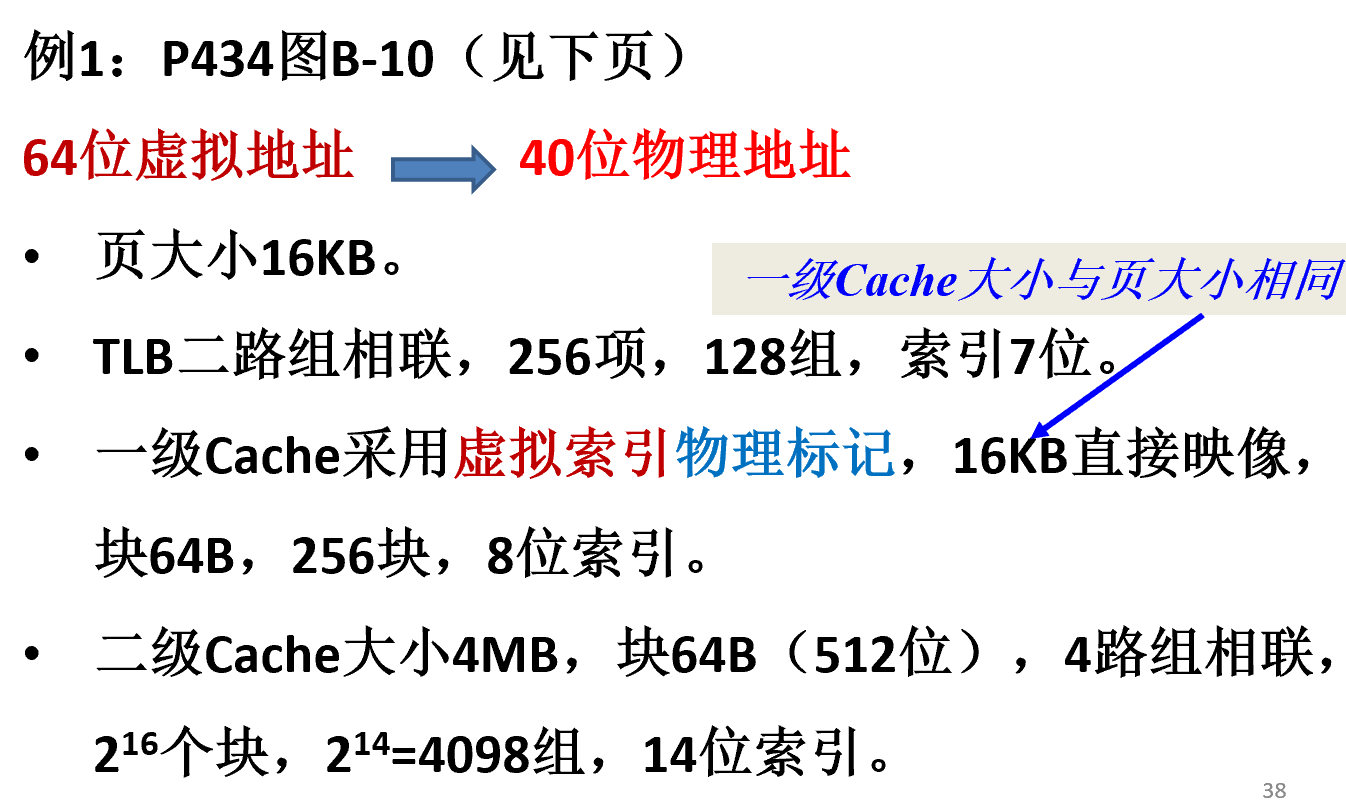 例1：P434图B-10（见下页）
64位虚拟地址 40位物理地址
• 页大小16KB。
一级Cache大小与页大小相同
• TLB二路组相联，256项，128组，索引7位。
• 一级Cache采用虚拟索引物理标记，16KB直接映像，
块64B，256块，8位索引。
• 二级Cache大小4MB，块64B（512位），4路组相联，
2¹⁶个块，2¹⁴=4098组，14位索引。
38